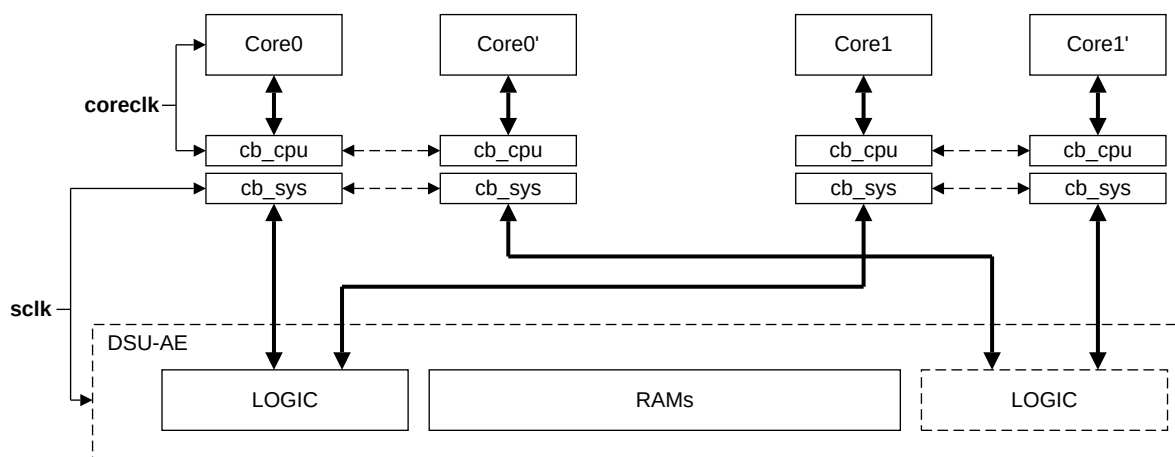 Core0
Core0'
Core1
Core1'
coreclk
cb_cpu
cb_cpu
cb_cpu
cb_cpu
cb_sys
cb_sys
cb_sys
cb_sys
sclk
DSU-AE
LOGIC
RAMs
LOGIC